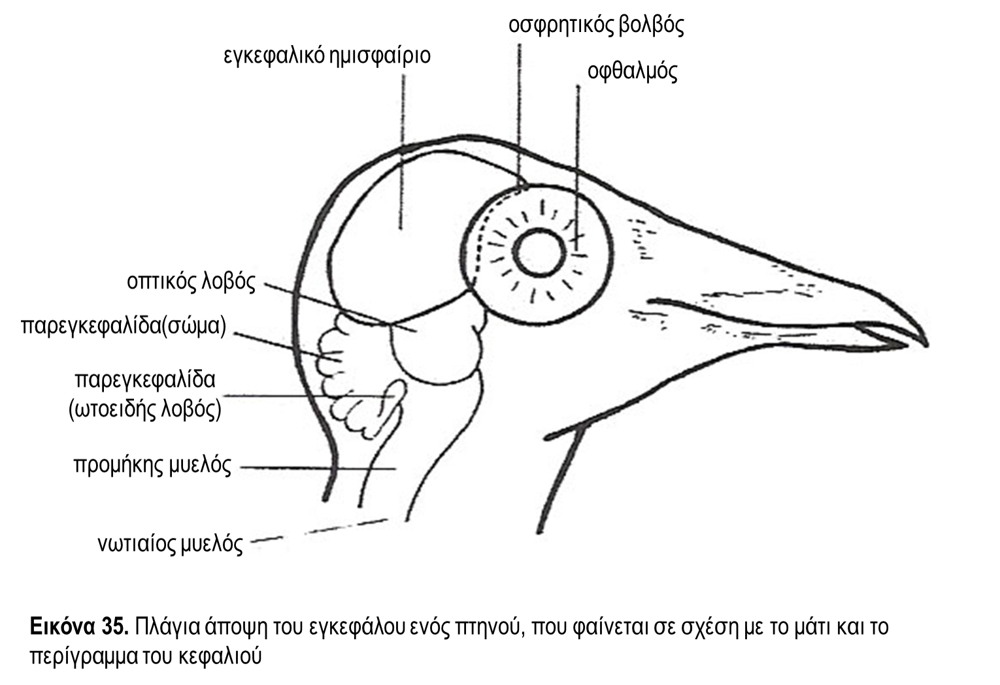 οσφρητικός βολβός
εγκεφαλικό ημισφαίριο
οφθαλμός
οπτικός λοβός
παρεγκεφαλίδα(σώμα)
παρεγκεφαλίδα
(ωτοειδής λοβός)
προμήκης μυελός
νωτιαίος μυελός
Εικόνα 35. Πλάγια άποψη του εγκεφάλου ενός πτηνού, που φαίνεται σε σχέση με το μάτι και το
περίγραμμα του κεφαλιού